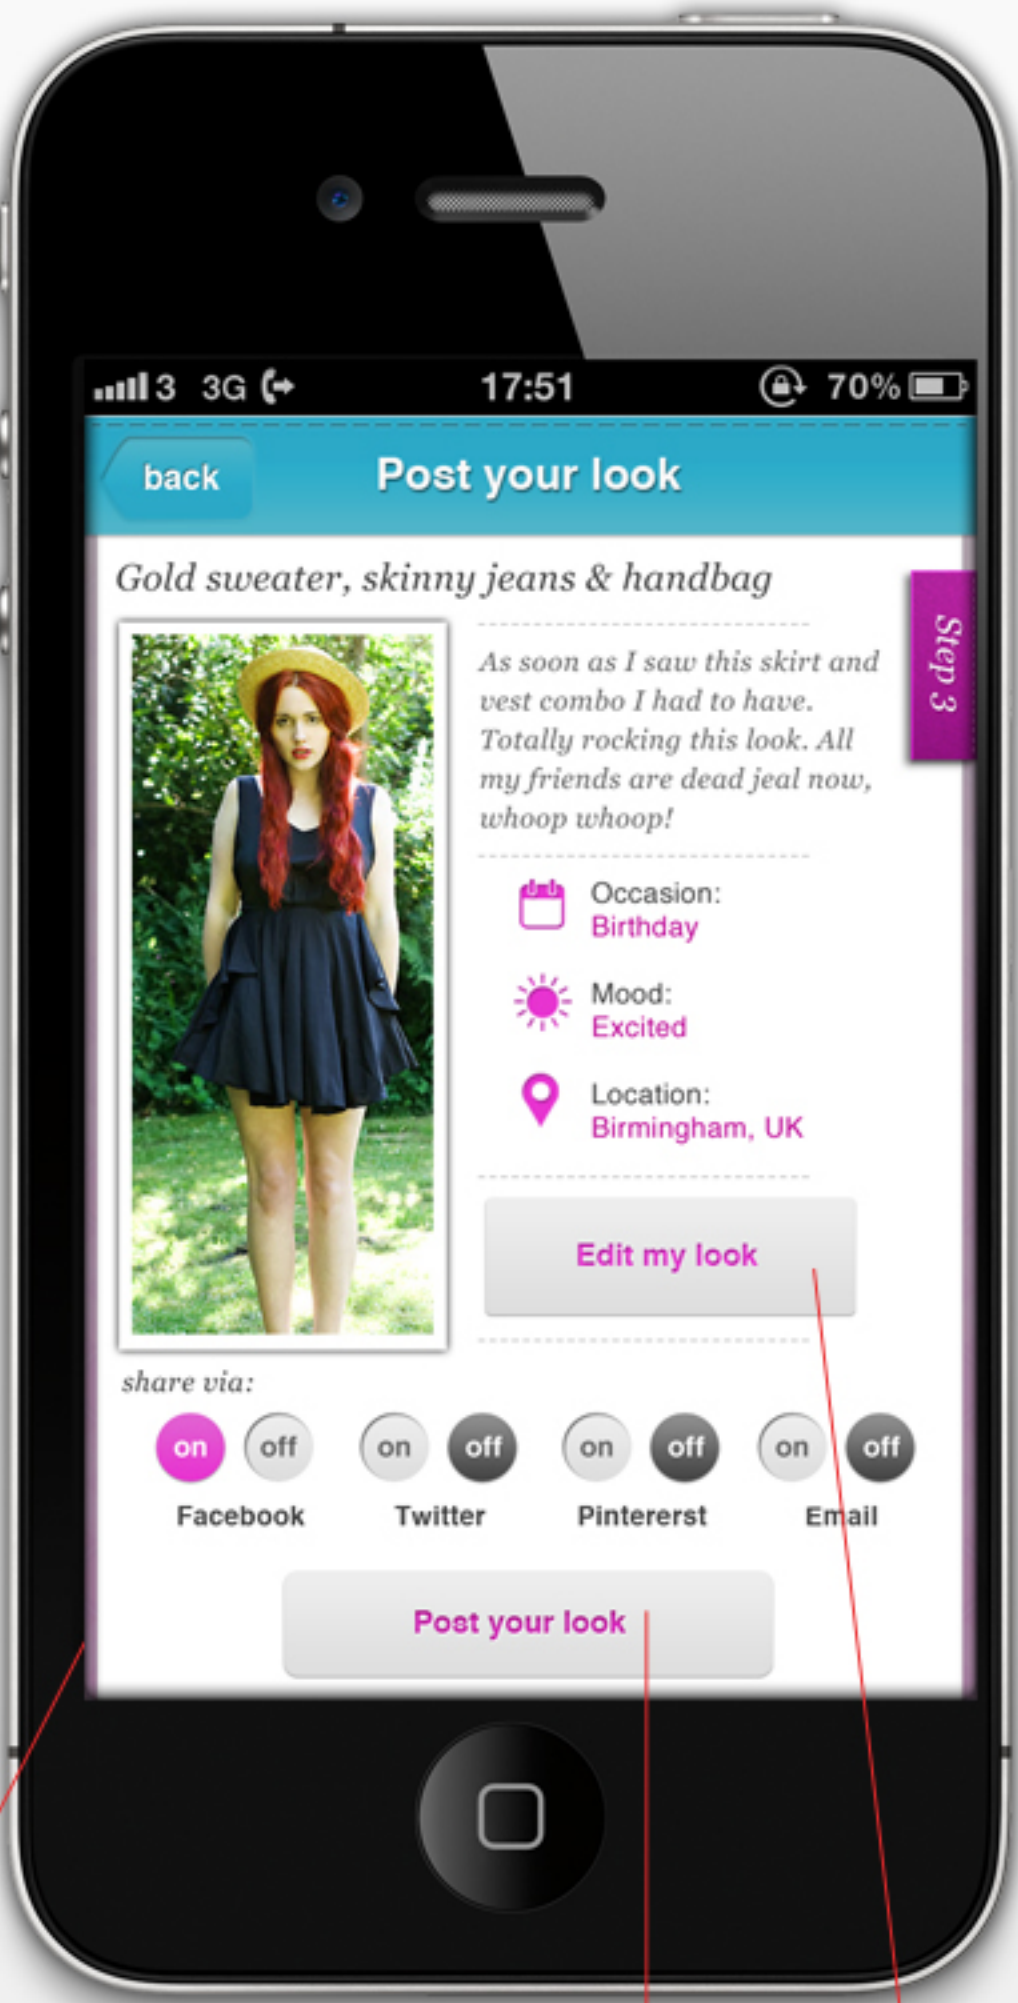 3 3G 17:51 70%
back Post your look
Gold sweater, skinny jeans & handbag
Step 3
As soon as I saw this skirt and
vest combo I had to have.
Totally rocking this look. All
my friends are dead jeal now,
whoop whoop!
Occasion:
Birthday
Mood:
Excited
Location:
Birmingham, UK
Edit my look
share via:
on off on off on off on off
Facebook Twitter Pintererst Email
Post your look